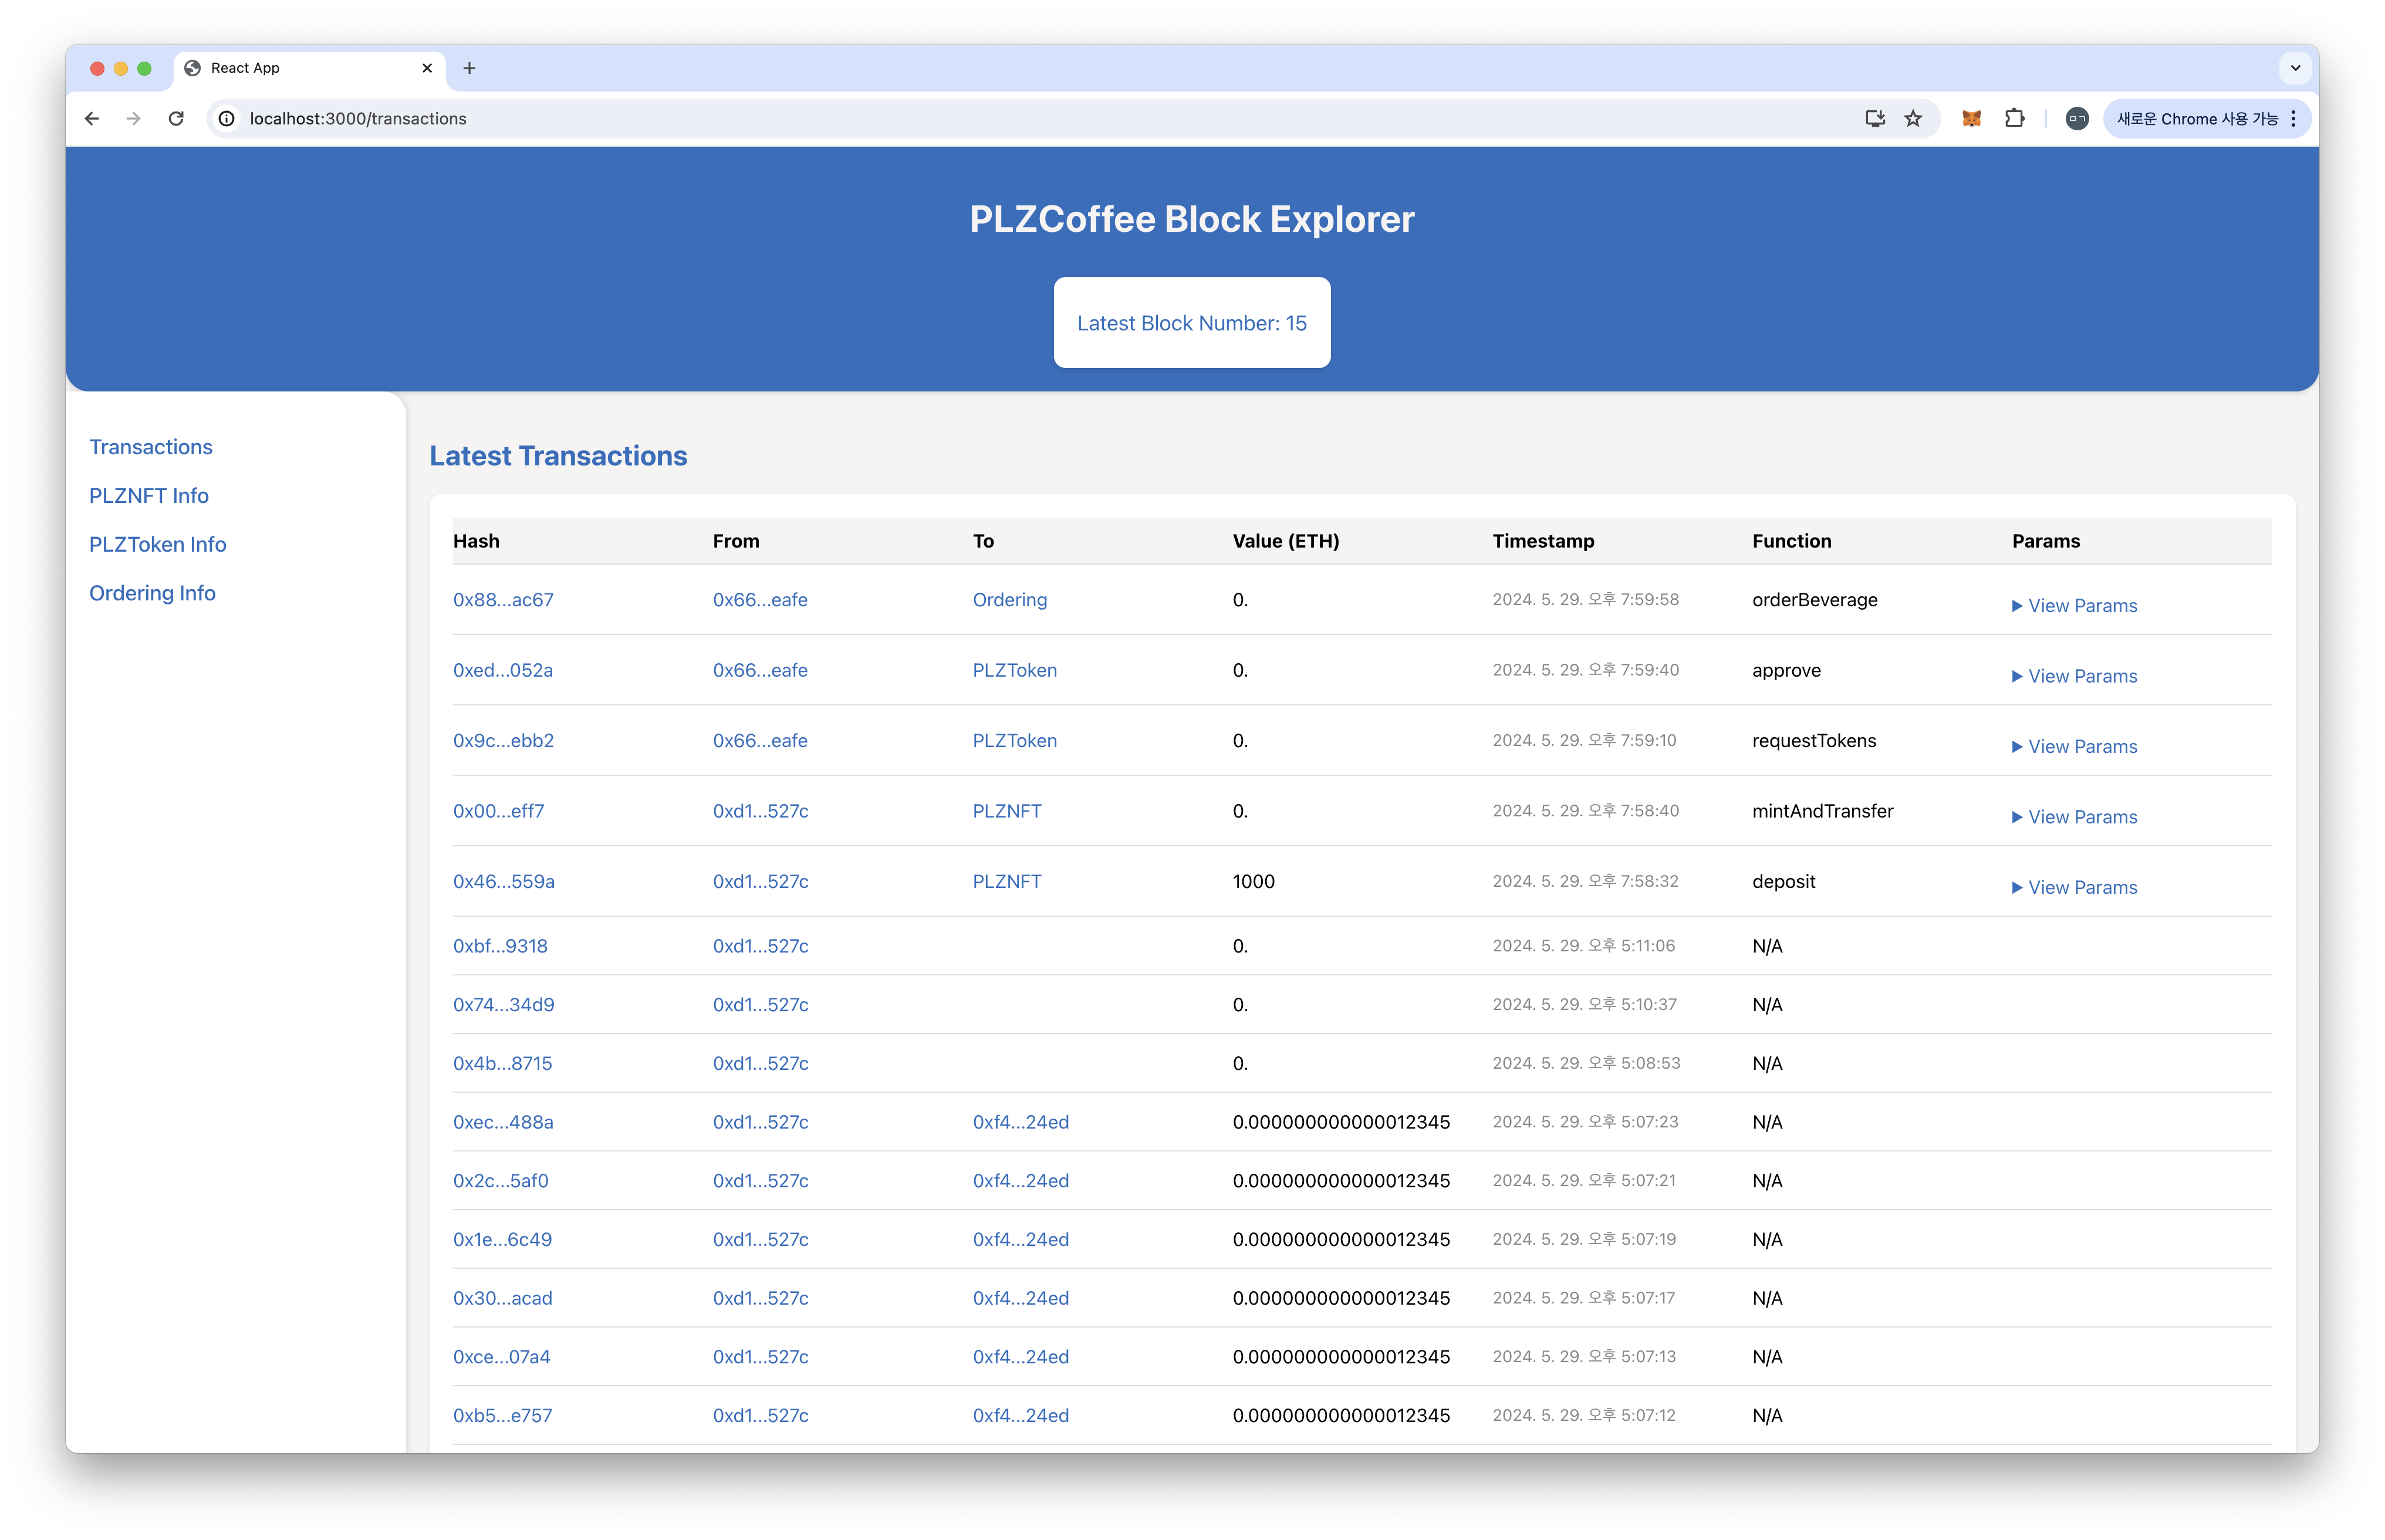 React App
localhost:3000/transactions
새로운 Chrome 사용 가능
PLZCoffee Block Explorer
Latest Block Number: 15
Transactions
PLZNFT Info
PLZToken Info
Ordering Info
Latest Transactions
Hash From To Value (ETH) Timestamp Function Params
0x88...ac67 0x66...eafe Ordering 0. 2024. 5. 29. 오후 7:59:58 orderBeverage ▶ View Params
0xed...052a 0x66...eafe PLZToken 0. 2024. 5. 29. 오후 7:59:40 approve ▶ View Params
0x9c...ebb2 0x66...eafe PLZToken 0. 2024. 5. 29. 오후 7:59:10 requestTokens ▶ View Params
0x00...eff7 0xd1...527c PLZNFT 0. 2024. 5. 29. 오후 7:58:40 mintAndTransfer ▶ View Params
0x46...559a 0xd1...527c PLZNFT 1000 2024. 5. 29. 오후 7:58:32 deposit ▶ View Params
0xbf...9318 0xd1...527c 0. 2024. 5. 29. 오후 5:11:06 N/A
0x74...34d9 0xd1...527c 0. 2024. 5. 29. 오후 5:10:37 N/A
0x4b...8715 0xd1...527c 0. 2024. 5. 29. 오후 5:08:53 N/A
0xec...488a 0xd1...527c 0xf4...24ed 0.000000000000012345 2024. 5. 29. 오후 5:07:23 N/A
0x2c...5af0 0xd1...527c 0xf4...24ed 0.000000000000012345 2024. 5. 29. 오후 5:07:21 N/A
0x1e...6c49 0xd1...527c 0xf4...24ed 0.000000000000012345 2024. 5. 29. 오후 5:07:19 N/A
0x30...acad 0xd1...527c 0xf4...24ed 0.000000000000012345 2024. 5. 29. 오후 5:07:17 N/A
0xce...07a4 0xd1...527c 0xf4...24ed 0.000000000000012345 2024. 5. 29. 오후 5:07:13 N/A
0xb5...e757 0xd1...527c 0xf4...24ed 0.000000000000012345 2024. 5. 29. 오후 5:07:12 N/A